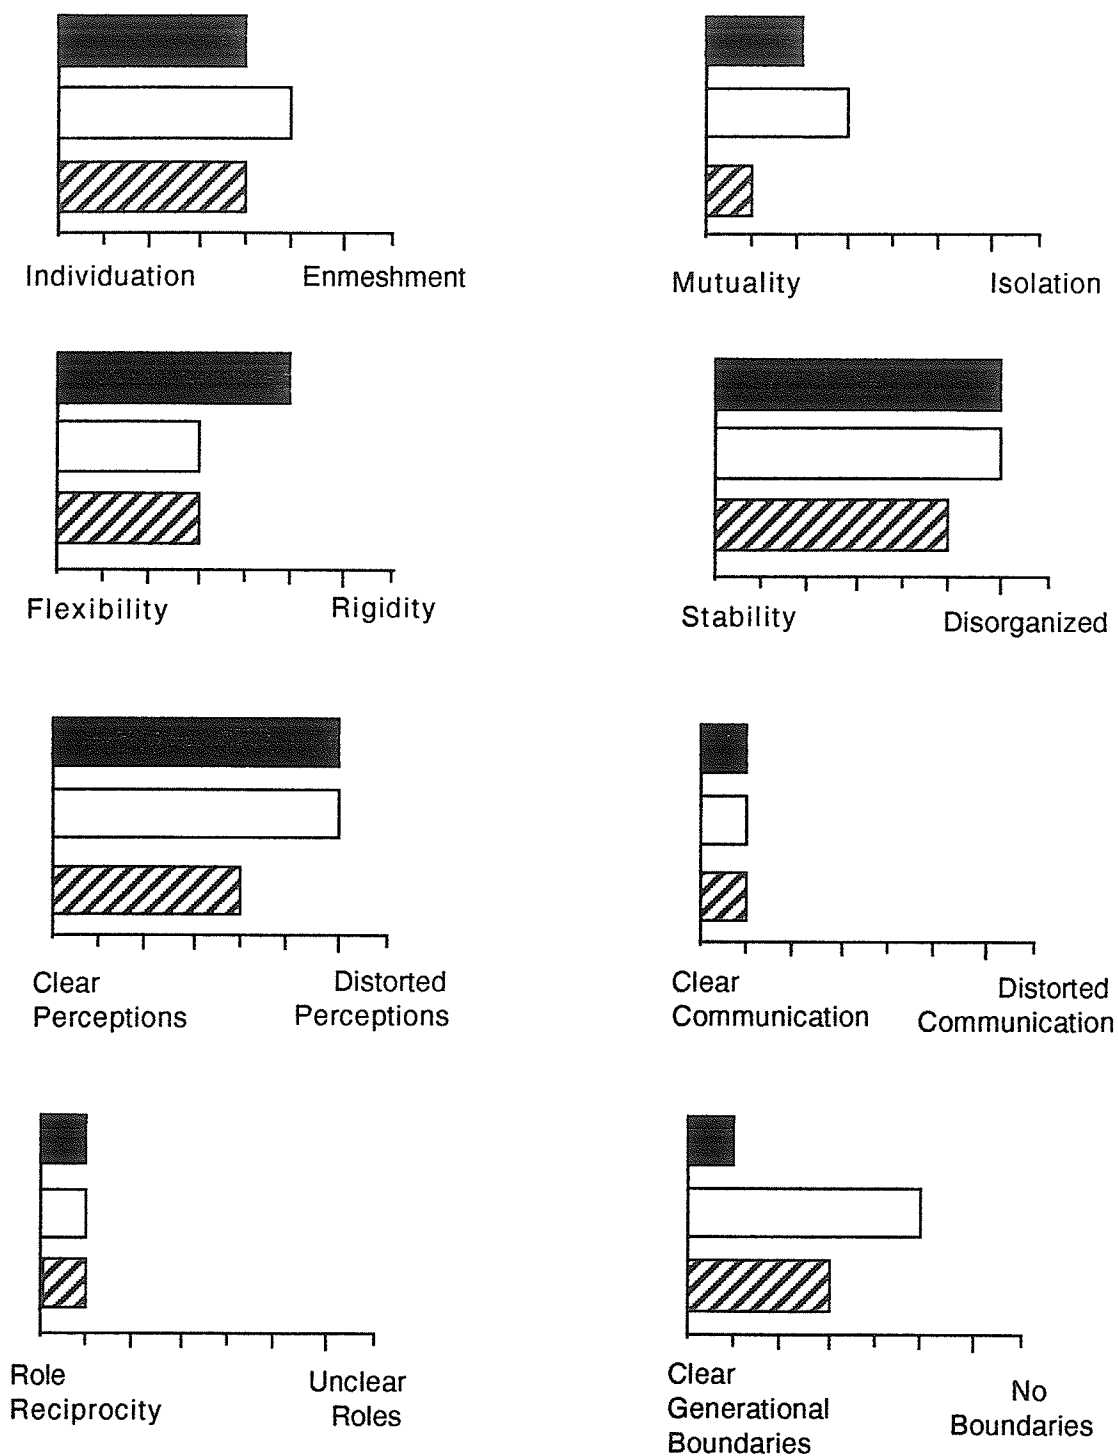 Individuation Enmeshment
Mutuality Isolation
Flexibility Rigidity
Stability Disorganized
Clear
Perceptions
Distorted
Perceptions
Clear
Communication
Distorted
Communication
Role
Reciprocity
Unclear
Roles
Clear
Generational
Boundaries
No
Boundaries